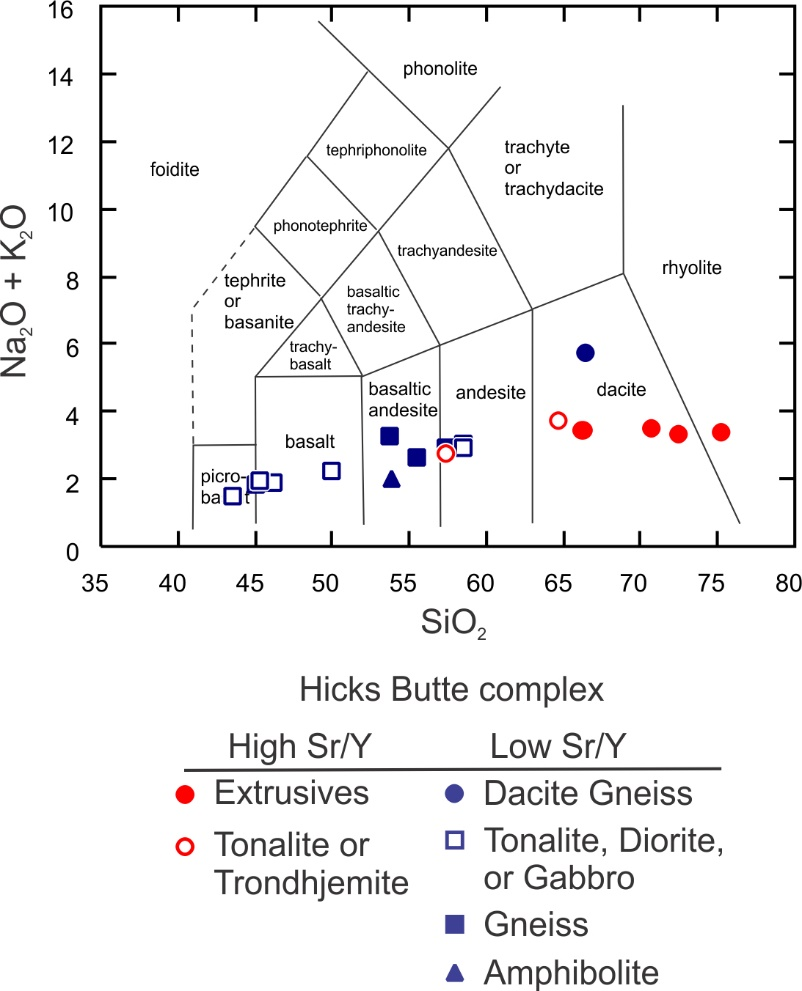 16
14
12
10
8
6
4
2
0
Na2O + K2O
phonolite
tephriphonolite
trachyte
or
trachydacite
foidite
phonotephrite
trachyandesite
rhyolite
tephrite
or
basanite
basaltic
trachy-
andesite
trachy-
basalt
basaltic
andesite
andesite
dacite
basalt
picro-
ba t
35 40 45 50 55 60 65 70 75 80
SiO2
Hicks Butte complex
High Sr/Y Low Sr/Y
Extrusives
Tonalite or
Trondhjemite
Dacite Gneiss
Tonalite, Diorite,
or Gabbro
Gneiss
Amphibolite